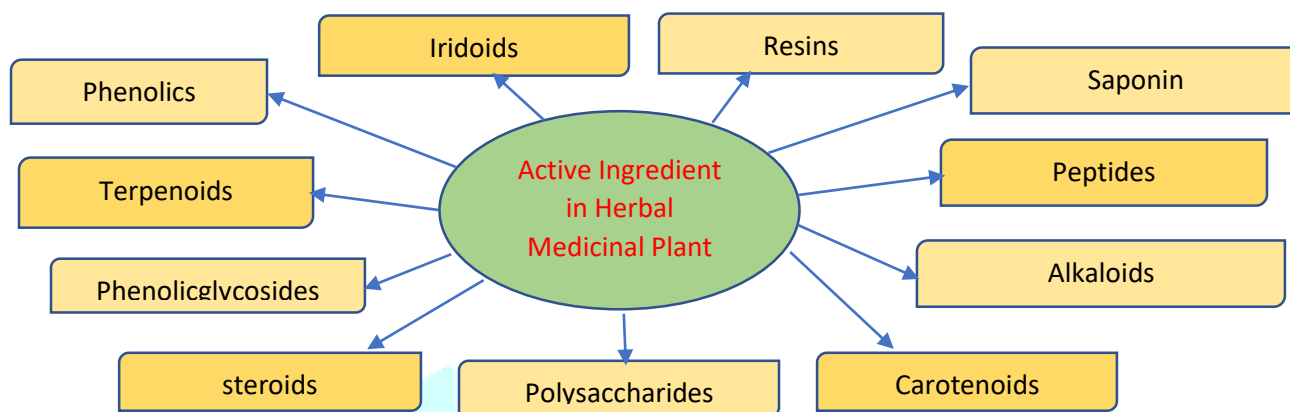 Iridoids
Resins
Phenolics
Saponin
Active Ingredient
in Herbal
Medicinal Plant
Terpenoids
Peptides
Phenolicglycosides
Alkaloids
steroids
Polysaccharides
Carotenoids